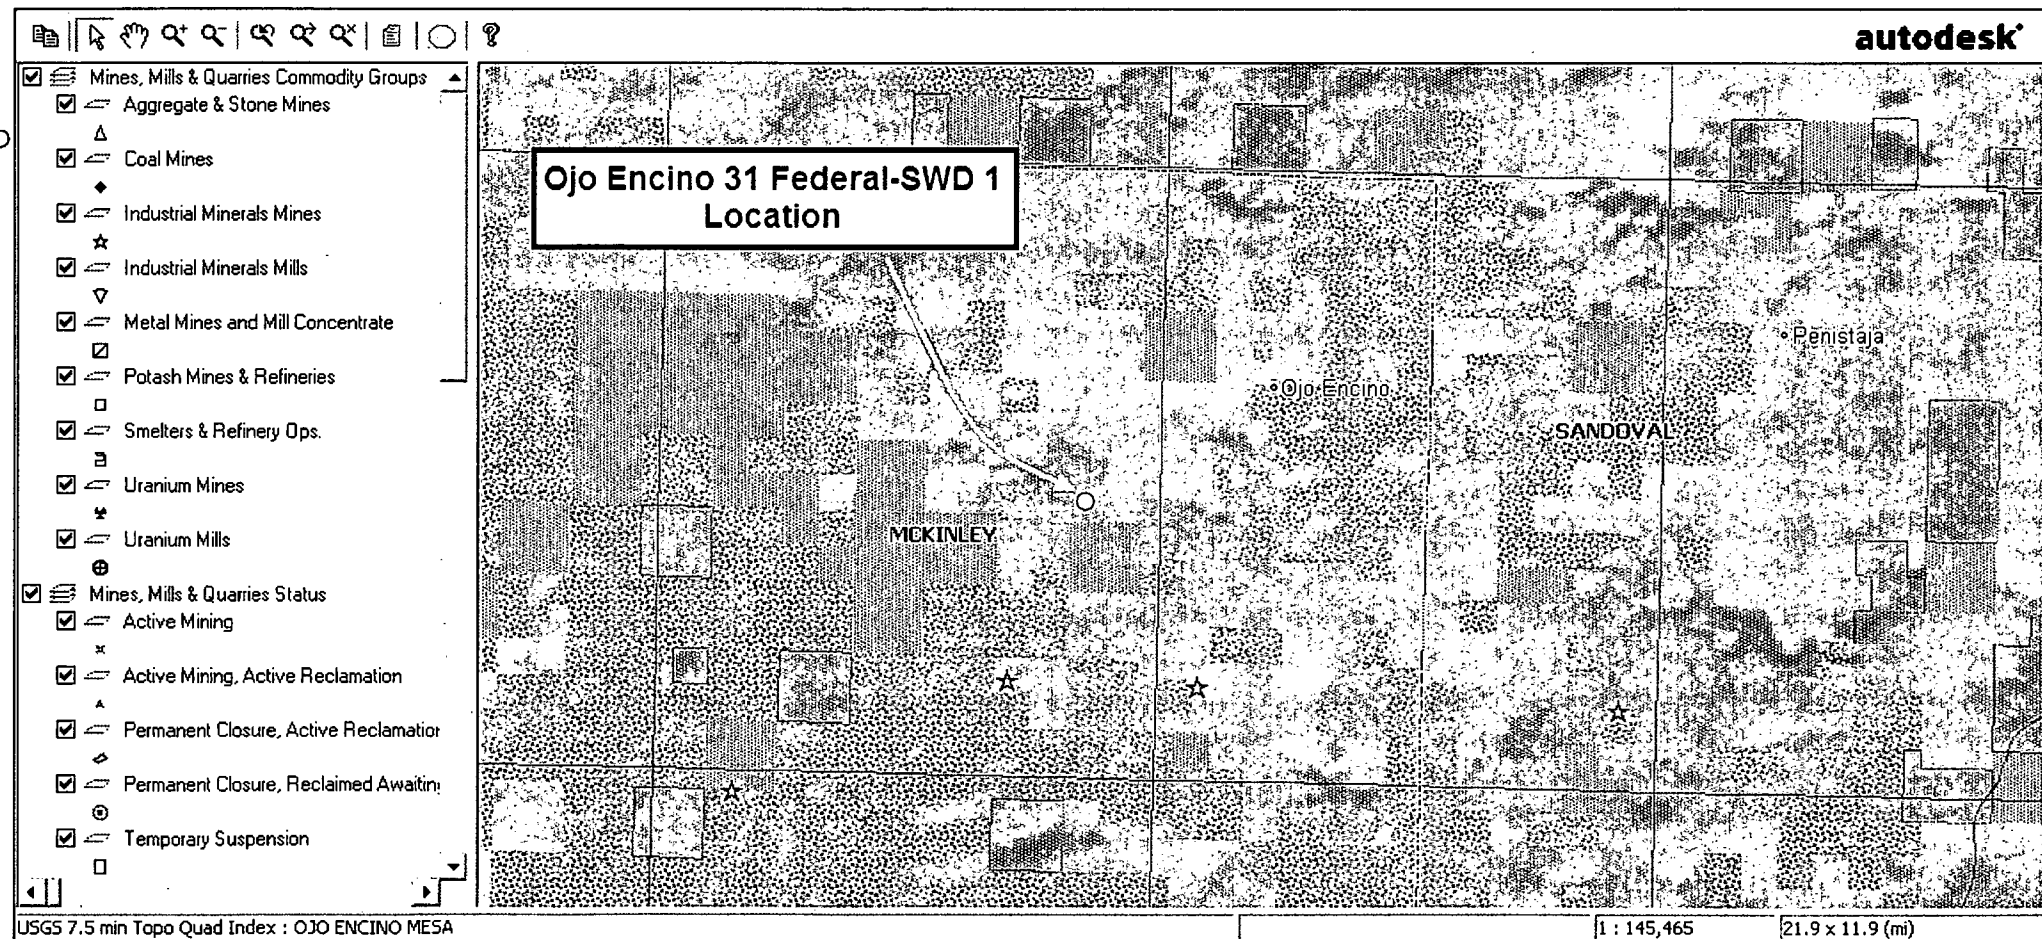 autodesk
Mines, Mills & Quarries Commodity Groups
Aggregate & Stone Mines
Coal Mines
Industrial Minerals Mines
Industrial Minerals Mills
Metal Mines and Mill Concentrate
Potash Mines & Refineries
Smelters & Refinery Ops.
Uranium Mines
Uranium Mills
Mines, Mills & Quarries Status
Active Mining
Active Mining, Active Reclamation
Permanent Closure, Active Reclamation
Permanent Closure, Reclaimed Awaiting
Temporary Suspension
Ojo Encino 31 Federal-SWD 1
Location
Penistaja
Ojo Encino
SANDOVAL
MCKINLEY
USGS 7.5 min Topo Quad Index : OJO ENCINO MESA
1 : 145,465
21.9 x 11.9 (mi)